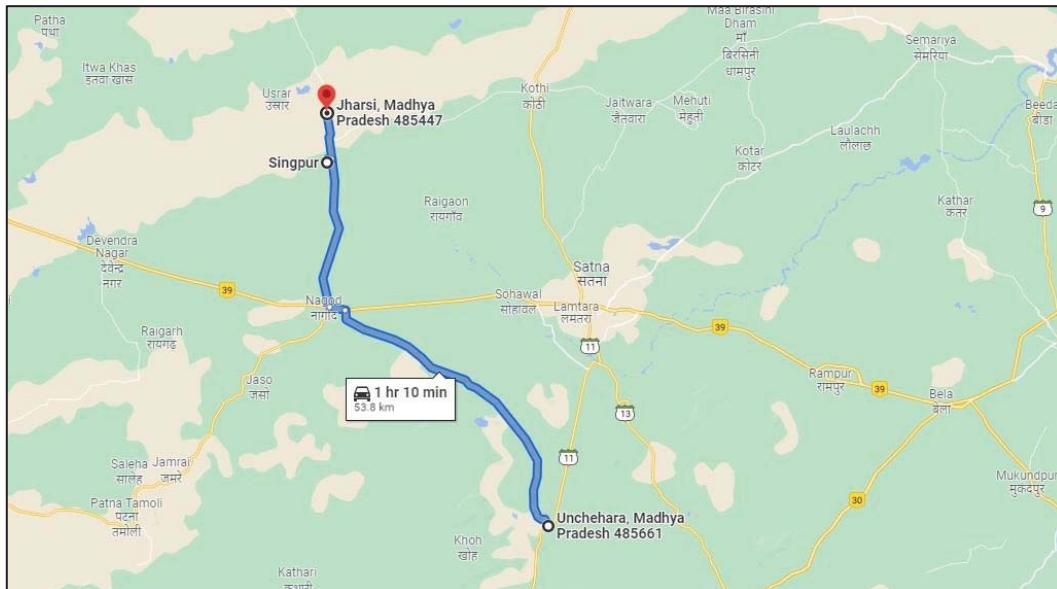 Patha
पथा
Itwa Khas
इतवा खास
Usrar
उस्रार
Jharsi, Madhya
Pradesh 485447
Singpur
Kothi
कोठी
Maa Birasini
Dham
माँ
बिरसिनी
धामपुर
Semariya
सेमरिया
Jaitwara
जैतवारा
Mehuti
मेहुती
Beeda
बीडा
Laulachh
लौलाछ
Kotar
कोटर
Raigaon
रायगाँव
Kathar
कतर
9
Devendra
Nagar
देवेन्द्र
नगर
39
Nagod
नागोद
Sohawal
सोहावल
Satna
सतना
Lamtara
लमतरा
39
11
Raigarh
रायगढ़
Jaso
जसो
1 hr 10 min
53.8 km
Rampur
रामपुर
39
Bela
बेला
13
11
Saleha
सालेह
Jamrai
जमरे
Patna Tamoli
पटना
तमोली
Mukundpur
मुकुंदपुर
30
Unchehara, Madhya
Pradesh 485661
Khoh
खोह
Kathari